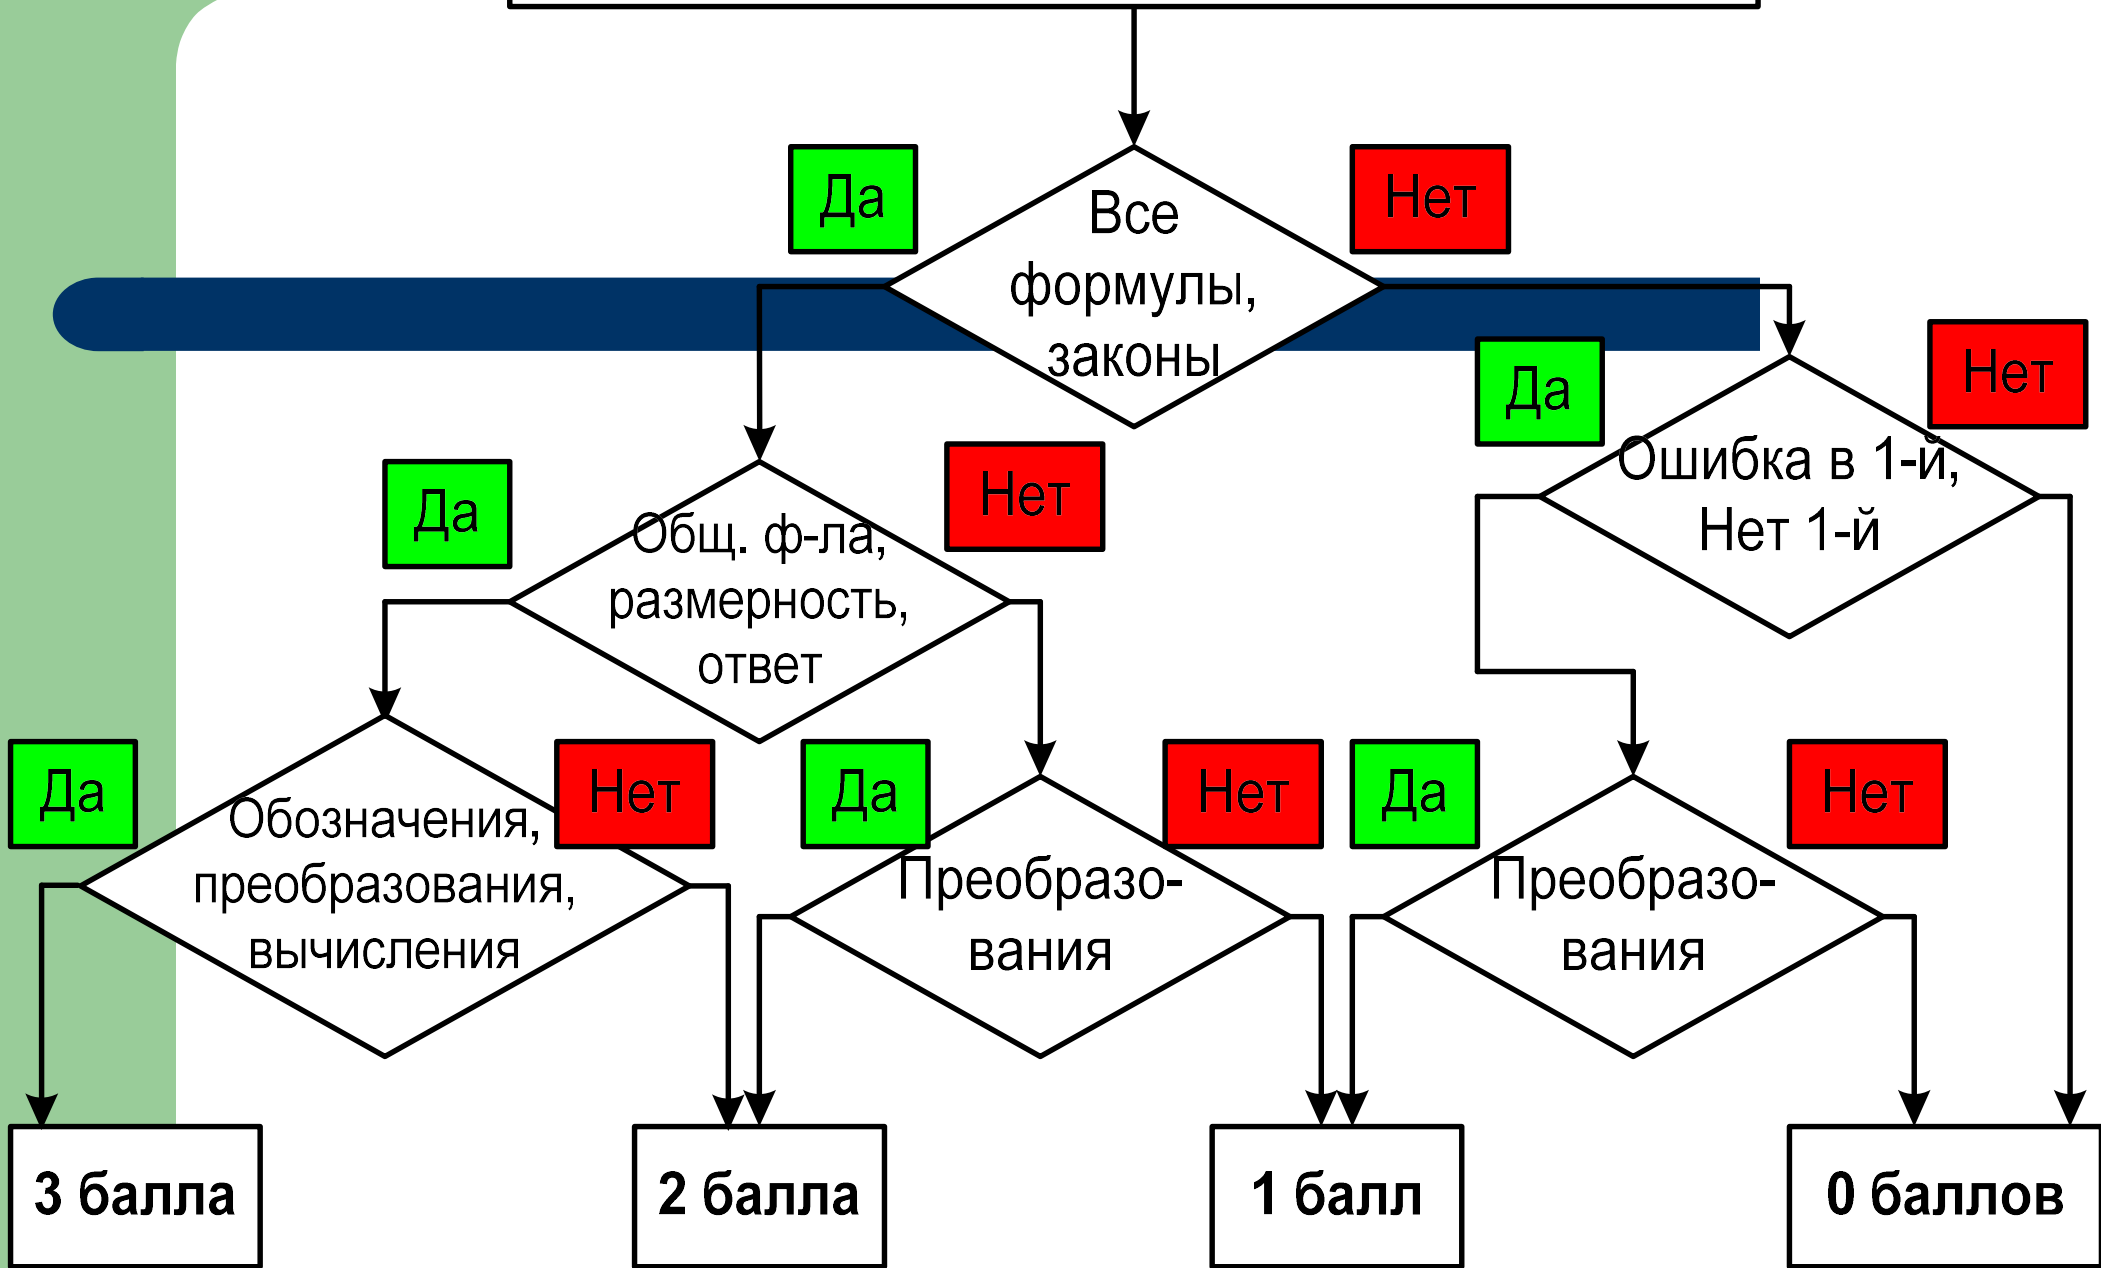 Да
Нет
Все
формулы,
законы
Да
Нет
Ошибка в 1-й,
Нет 1-й
Да
Нет
Общ. ф-ла,
размерность,
ответ
Да
Нет
Обозначения,
преобразования,
вычисления
Да
Нет
Преобразо-
вания
Да
Нет
Преобразо-
вания
3 балла
2 балла
1 балл
0 баллов